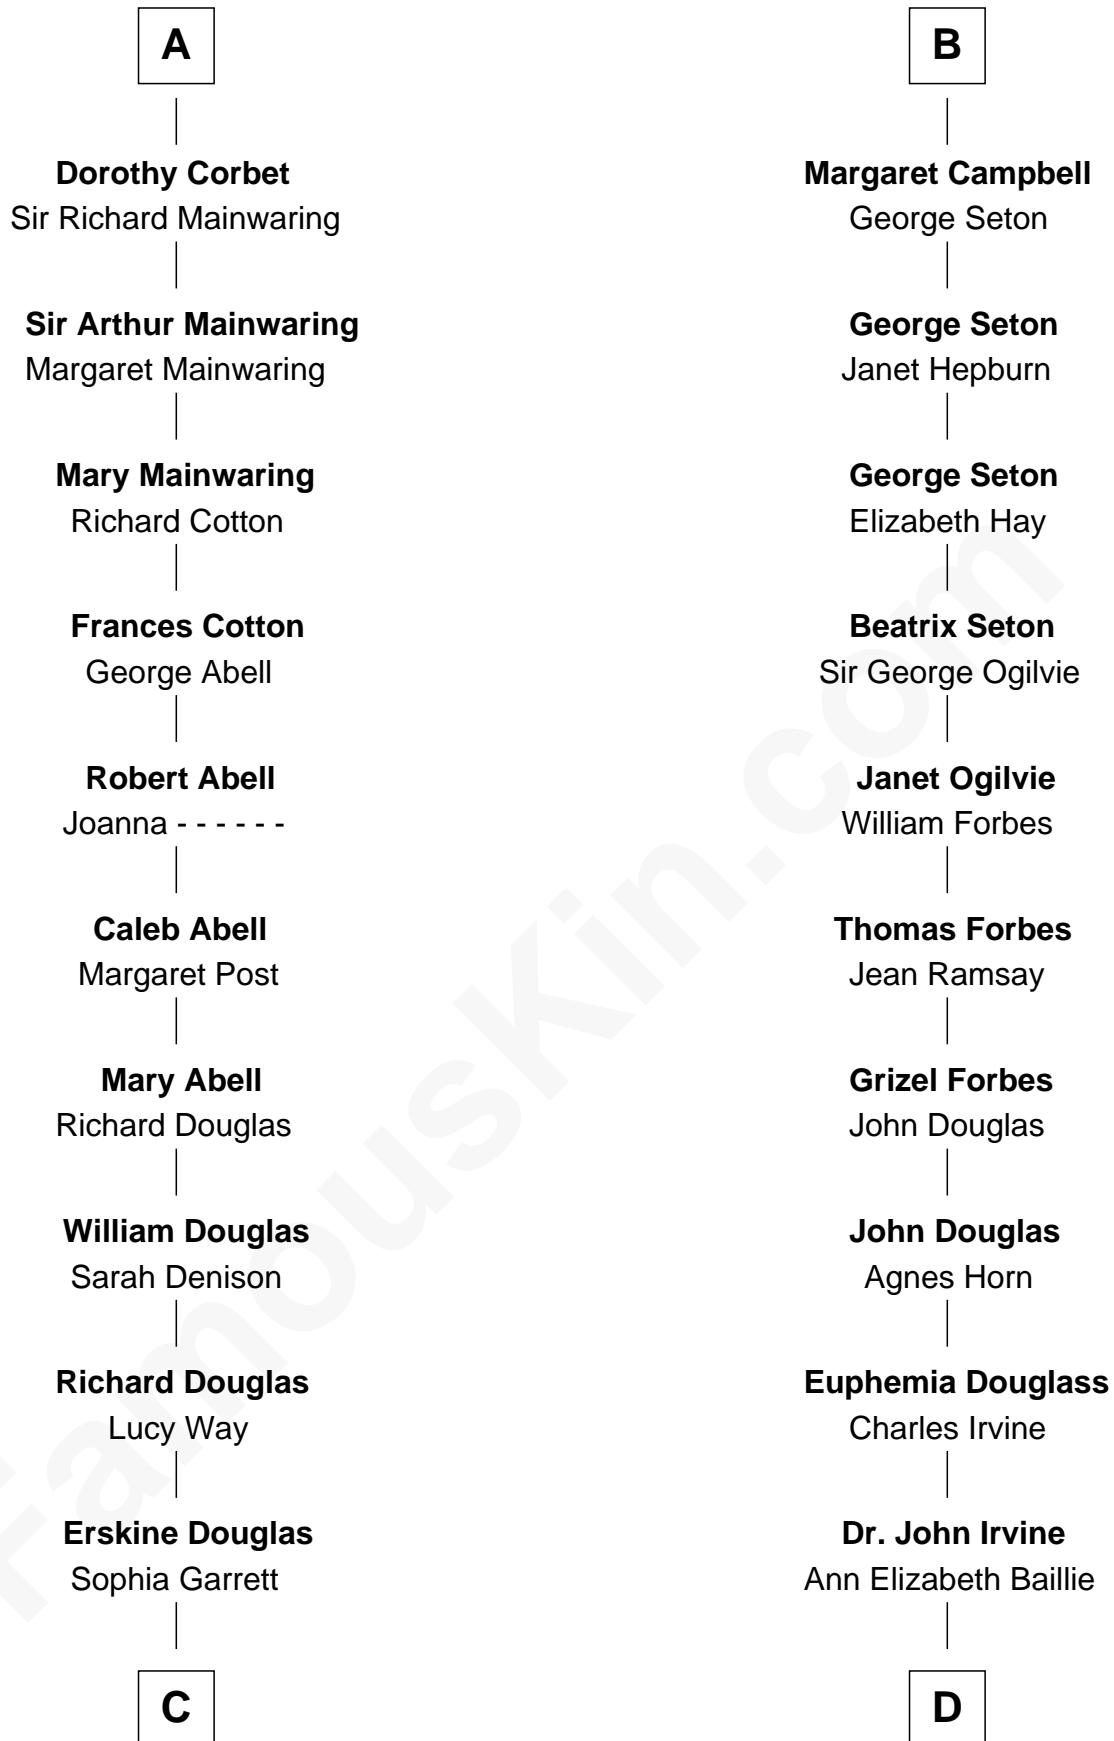 A
Dorothy Corbet
Sir Richard Mainwaring
Sir Arthur Mainwaring
Margaret Mainwaring
Mary Mainwaring
Richard Cotton
Frances Cotton
George Abell
Robert Abell
Joanna - - - - - -
Caleb Abell
Margaret Post
Mary Abell
Richard Douglas
William Douglas
Sarah Denison
Richard Douglas
Lucy Way
Erskine Douglas
Sophia Garrett
C
B
Margaret Campbell
George Seton
George Seton
Janet Hepburn
George Seton
Elizabeth Hay
Beatrix Seton
Sir George Ogilvie
Janet Ogilvie
William Forbes
Thomas Forbes
Jean Ramsay
Grizel Forbes
John Douglas
John Douglas
Agnes Horn
Euphemia Douglass
Charles Irvine
Dr. John Irvine
Ann Elizabeth Baillie
D
FamousKin.com